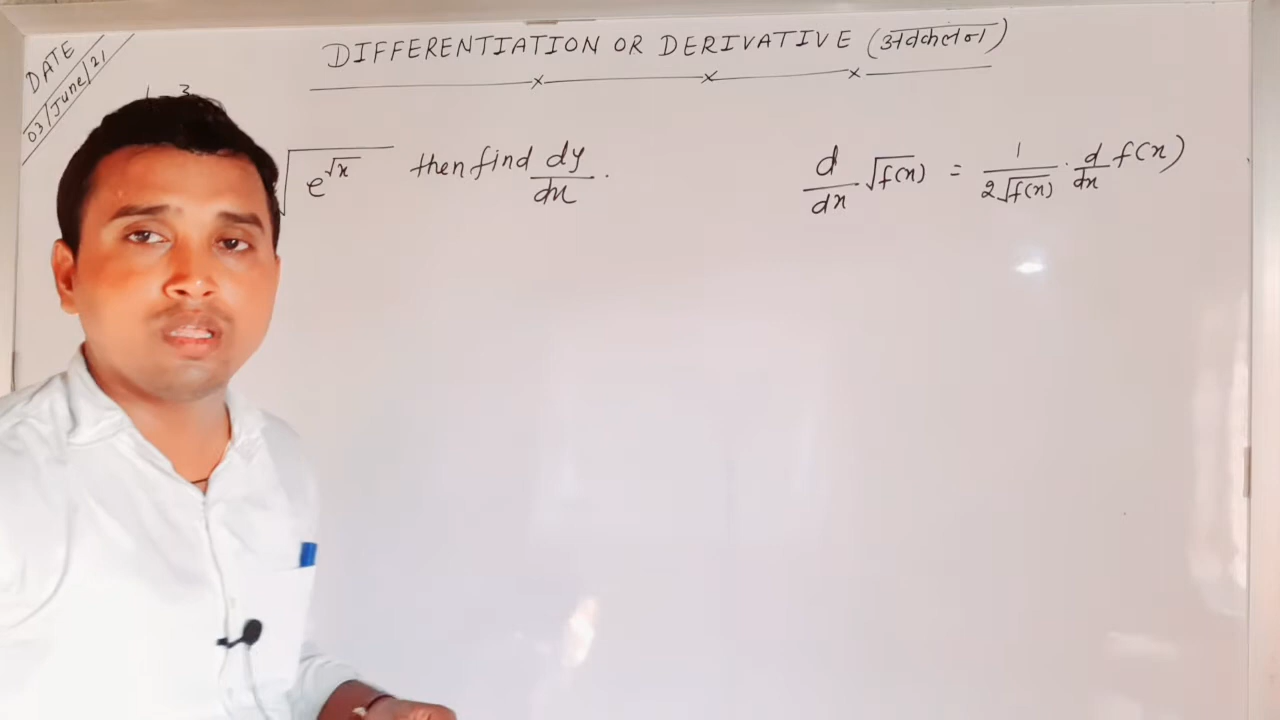 DATE
03/June/21
DIFFERENTIATION OR DERIVATIVE (अवकलन)
√e^√x then find dy/dx.
d/dx √f(x) = 1/2√f(x) · d/dx f(x)